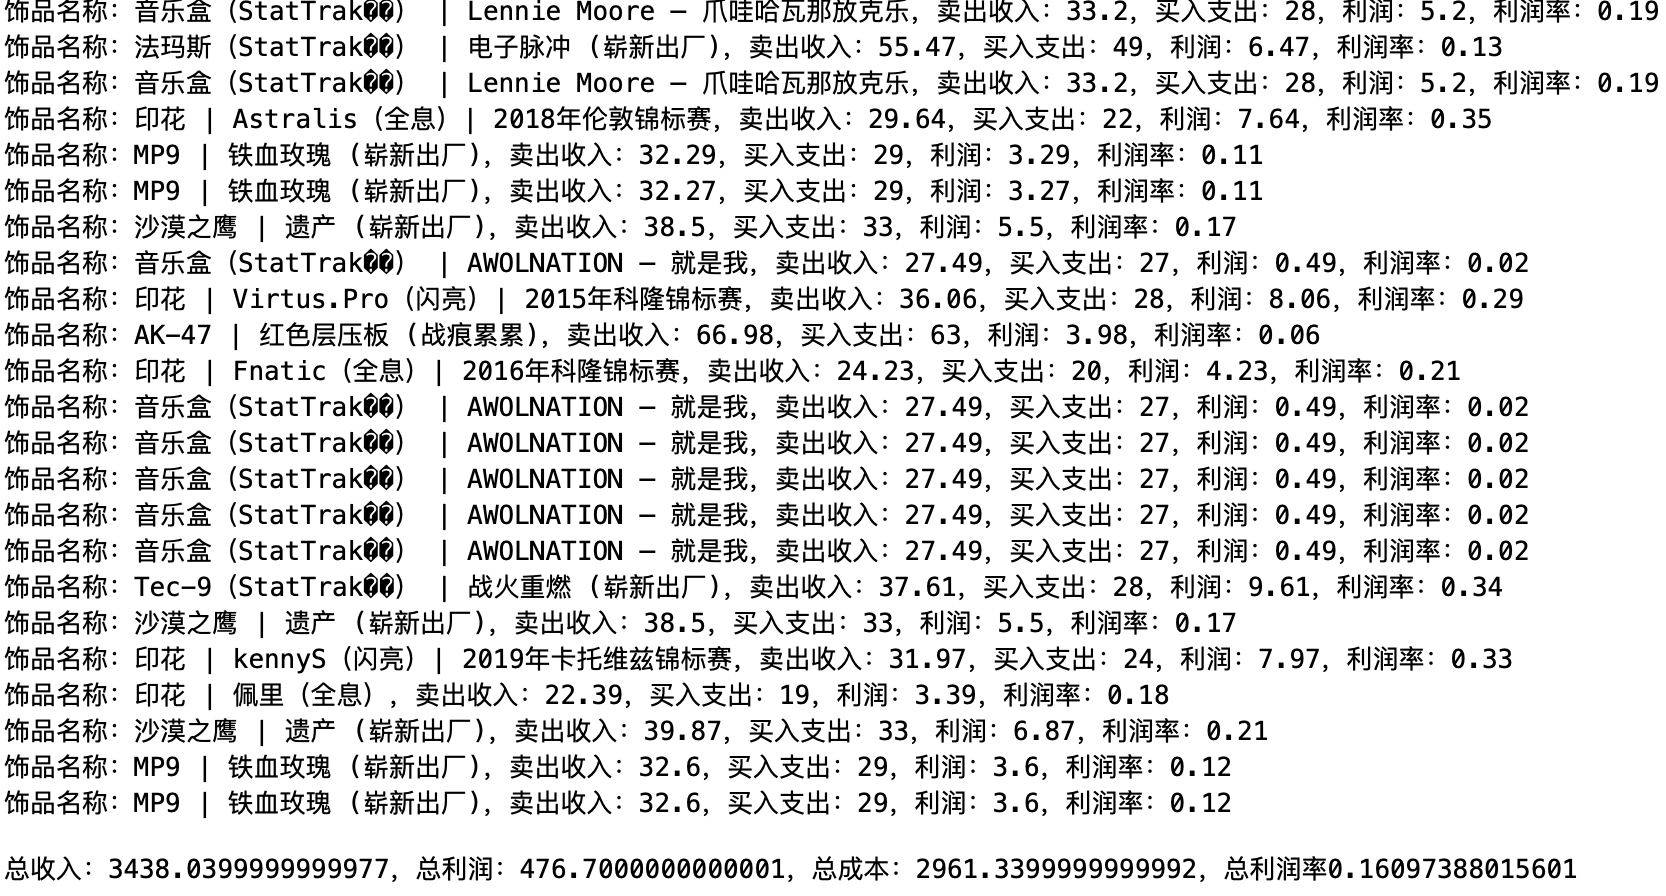 饰品名称：音乐盒（StatTrak��） | Lennie Moore — 爪哇哈瓦那放克乐，卖出收入：33.2，买入支出：28，利润：5.2，利润率：0.19
饰品名称：法玛斯（StatTrak��） | 电子脉冲 (崭新出厂)，卖出收入：55.47，买入支出：49，利润：6.47，利润率：0.13
饰品名称：音乐盒（StatTrak��） | Lennie Moore — 爪哇哈瓦那放克乐，卖出收入：33.2，买入支出：28，利润：5.2，利润率：0.19
饰品名称：印花 | Astralis（全息）| 2018年伦敦锦标赛，卖出收入：29.64，买入支出：22，利润：7.64，利润率：0.35
饰品名称：MP9 | 铁血玫瑰 (崭新出厂)，卖出收入：32.29，买入支出：29，利润：3.29，利润率：0.11
饰品名称：MP9 | 铁血玫瑰 (崭新出厂)，卖出收入：32.27，买入支出：29，利润：3.27，利润率：0.11
饰品名称：沙漠之鹰 | 遗产 (崭新出厂)，卖出收入：38.5，买入支出：33，利润：5.5，利润率：0.17
饰品名称：音乐盒（StatTrak��） | AWOLNATION — 就是我，卖出收入：27.49，买入支出：27，利润：0.49，利润率：0.02
饰品名称：印花 | Virtus.Pro（闪亮）| 2015年科隆锦标赛，卖出收入：36.06，买入支出：28，利润：8.06，利润率：0.29
饰品名称：AK-47 | 红色层压板 (战痕累累)，卖出收入：66.98，买入支出：63，利润：3.98，利润率：0.06
饰品名称：印花 | Fnatic（全息）| 2016年科隆锦标赛，卖出收入：24.23，买入支出：20，利润：4.23，利润率：0.21
饰品名称：音乐盒（StatTrak��） | AWOLNATION — 就是我，卖出收入：27.49，买入支出：27，利润：0.49，利润率：0.02
饰品名称：音乐盒（StatTrak��） | AWOLNATION — 就是我，卖出收入：27.49，买入支出：27，利润：0.49，利润率：0.02
饰品名称：音乐盒（StatTrak��） | AWOLNATION — 就是我，卖出收入：27.49，买入支出：27，利润：0.49，利润率：0.02
饰品名称：音乐盒（StatTrak��） | AWOLNATION — 就是我，卖出收入：27.49，买入支出：27，利润：0.49，利润率：0.02
饰品名称：音乐盒（StatTrak��） | AWOLNATION — 就是我，卖出收入：27.49，买入支出：27，利润：0.49，利润率：0.02
饰品名称：Tec-9（StatTrak��） | 战火重燃 (崭新出厂)，卖出收入：37.61，买入支出：28，利润：9.61，利润率：0.34
饰品名称：沙漠之鹰 | 遗产 (崭新出厂)，卖出收入：38.5，买入支出：33，利润：5.5，利润率：0.17
饰品名称：印花 | kennyS（闪亮）| 2019年卡托维兹锦标赛，卖出收入：31.97，买入支出：24，利润：7.97，利润率：0.33
饰品名称：印花 | 佩里（全息），卖出收入：22.39，买入支出：19，利润：3.39，利润率：0.18
饰品名称：沙漠之鹰 | 遗产 (崭新出厂)，卖出收入：39.87，买入支出：33，利润：6.87，利润率：0.21
饰品名称：MP9 | 铁血玫瑰 (崭新出厂)，卖出收入：32.6，买入支出：29，利润：3.6，利润率：0.12
饰品名称：MP9 | 铁血玫瑰 (崭新出厂)，卖出收入：32.6，买入支出：29，利润：3.6，利润率：0.12
总收入：3438.0399999999977，总利润：476.7000000000001，总成本：2961.3399999999992，总利润率0.16097388015601